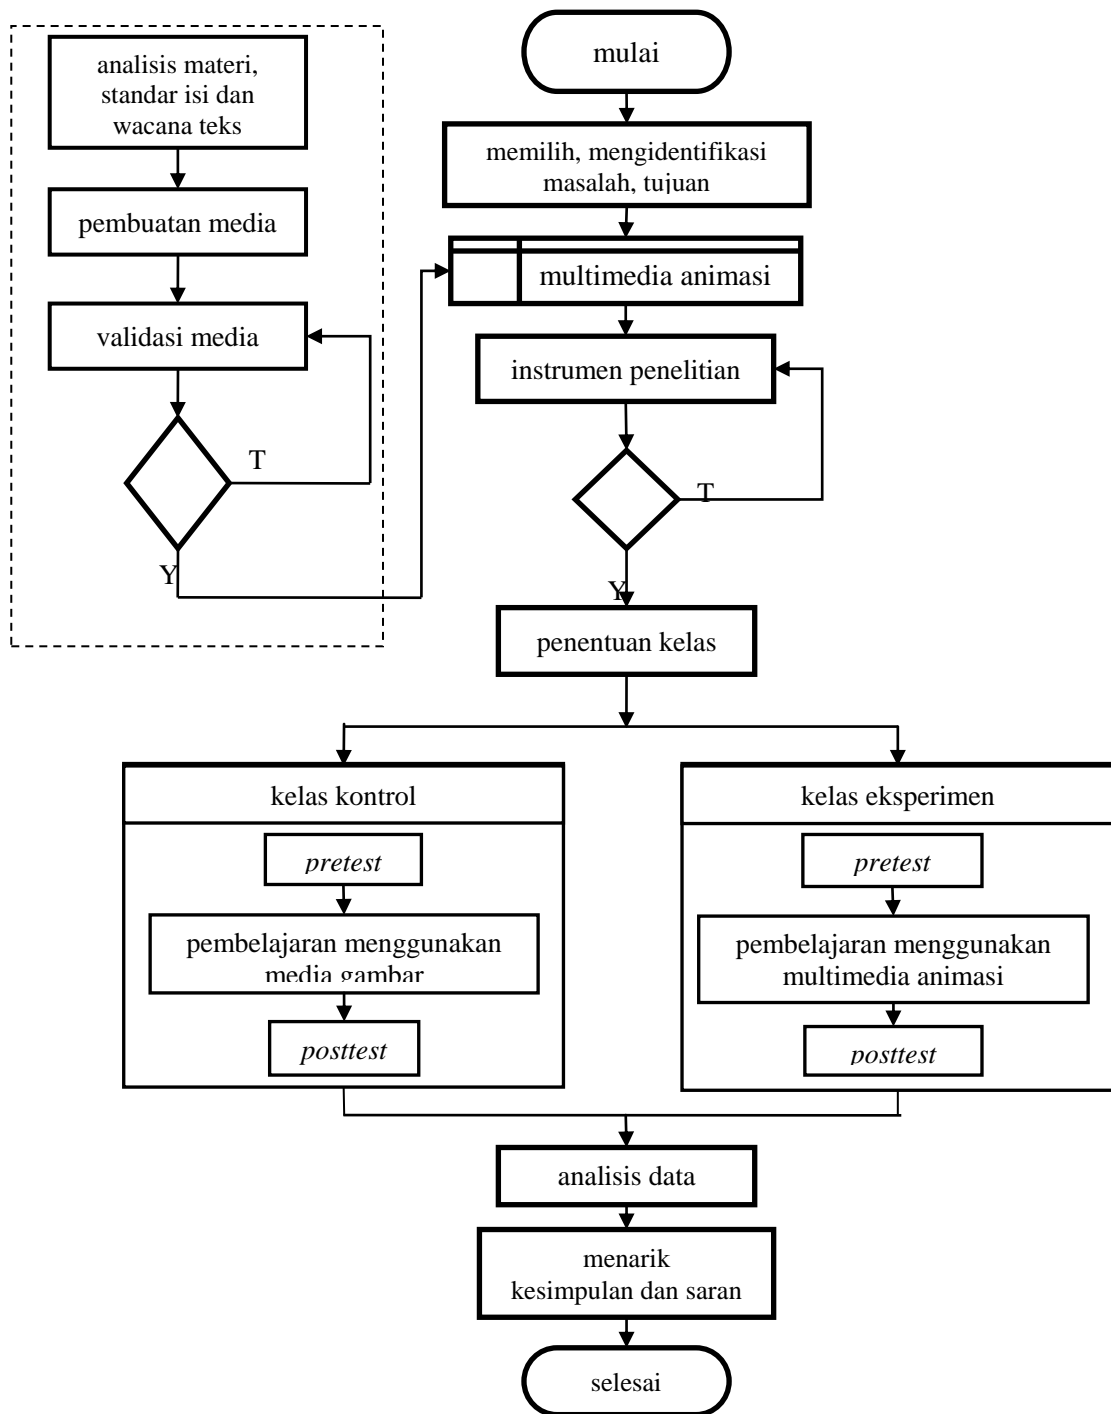 analisis materi,
standar isi dan
wacana teks
pembuatan media
validasi media
T
Y
mulai
memilih, mengidentifikasi
masalah, tujuan
multimedia animasi
instrumen penelitian
T
Y
penentuan kelas
kelas kontrol
pretest
pembelajaran menggunakan
media gambar
posttest
kelas eksperimen
pretest
pembelajaran menggunakan
multimedia animasi
posttest
analisis data
menarik
kesimpulan dan saran
selesai